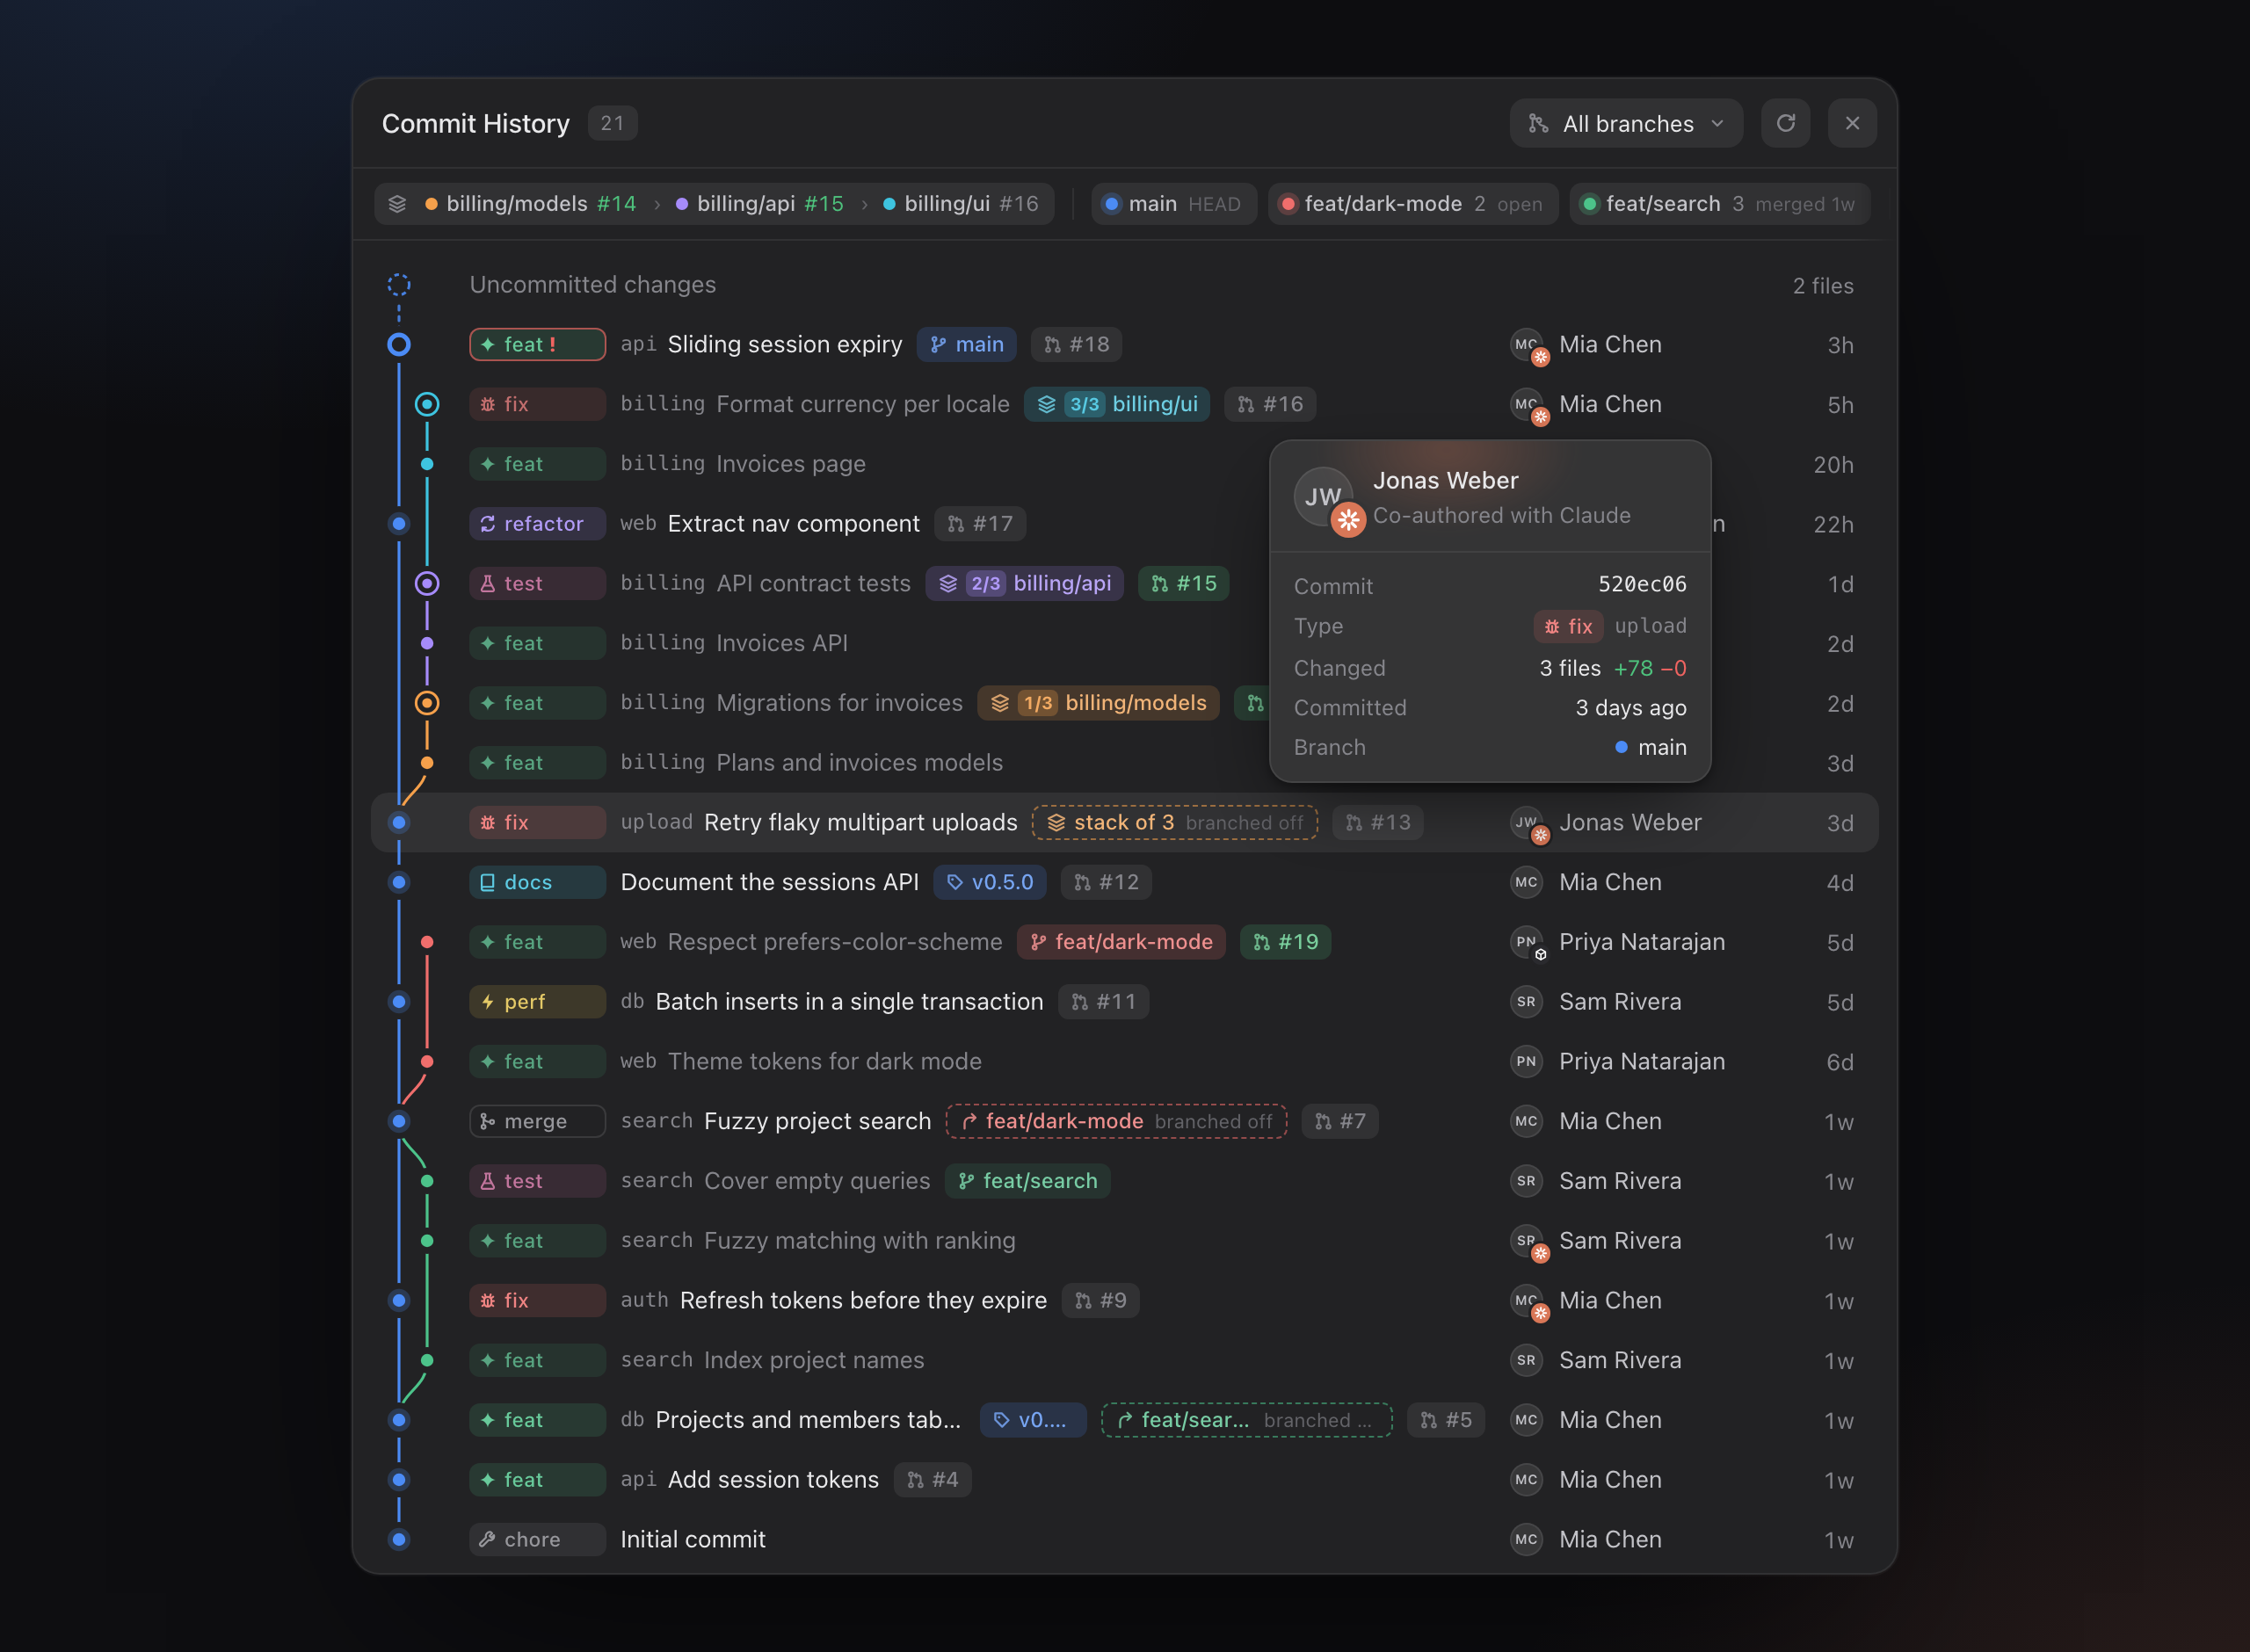 Commit History 21 All branches
billing/models #14 › billing/api #15 › billing/ui #16 main HEAD feat/dark-mode 2 open feat/search 3 merged 1w
Uncommitted changes 2 files
feat ! api Sliding session expiry main #18 MC Mia Chen 3h
fix billing Format currency per locale 3/3 billing/ui #16 MC Mia Chen 5h
feat billing Invoices page 20h
refactor web Extract nav component #17 n 22h
test billing API contract tests 2/3 billing/api #15 1d
feat billing Invoices API 2d
feat billing Migrations for invoices 1/3 billing/models 2d
feat billing Plans and invoices models 3d
JW Jonas Weber
Co-authored with Claude
Commit 520ec06
Type fix upload
Changed 3 files +78 −0
Committed 3 days ago
Branch main
fix upload Retry flaky multipart uploads stack of 3 branched off #13 JW Jonas Weber 3d
docs Document the sessions API v0.5.0 #12 MC Mia Chen 4d
feat web Respect prefers-color-scheme feat/dark-mode #19 PN Priya Natarajan 5d
perf db Batch inserts in a single transaction #11 SR Sam Rivera 5d
feat web Theme tokens for dark mode PN Priya Natarajan 6d
merge search Fuzzy project search feat/dark-mode branched off #7 MC Mia Chen 1w
test search Cover empty queries feat/search SR Sam Rivera 1w
feat search Fuzzy matching with ranking SR Sam Rivera 1w
fix auth Refresh tokens before they expire #9 MC Mia Chen 1w
feat search Index project names SR Sam Rivera 1w
feat db Projects and members tab... v0.... feat/sear... branched ... #5 MC Mia Chen 1w
feat api Add session tokens #4 MC Mia Chen 1w
chore Initial commit MC Mia Chen 1w